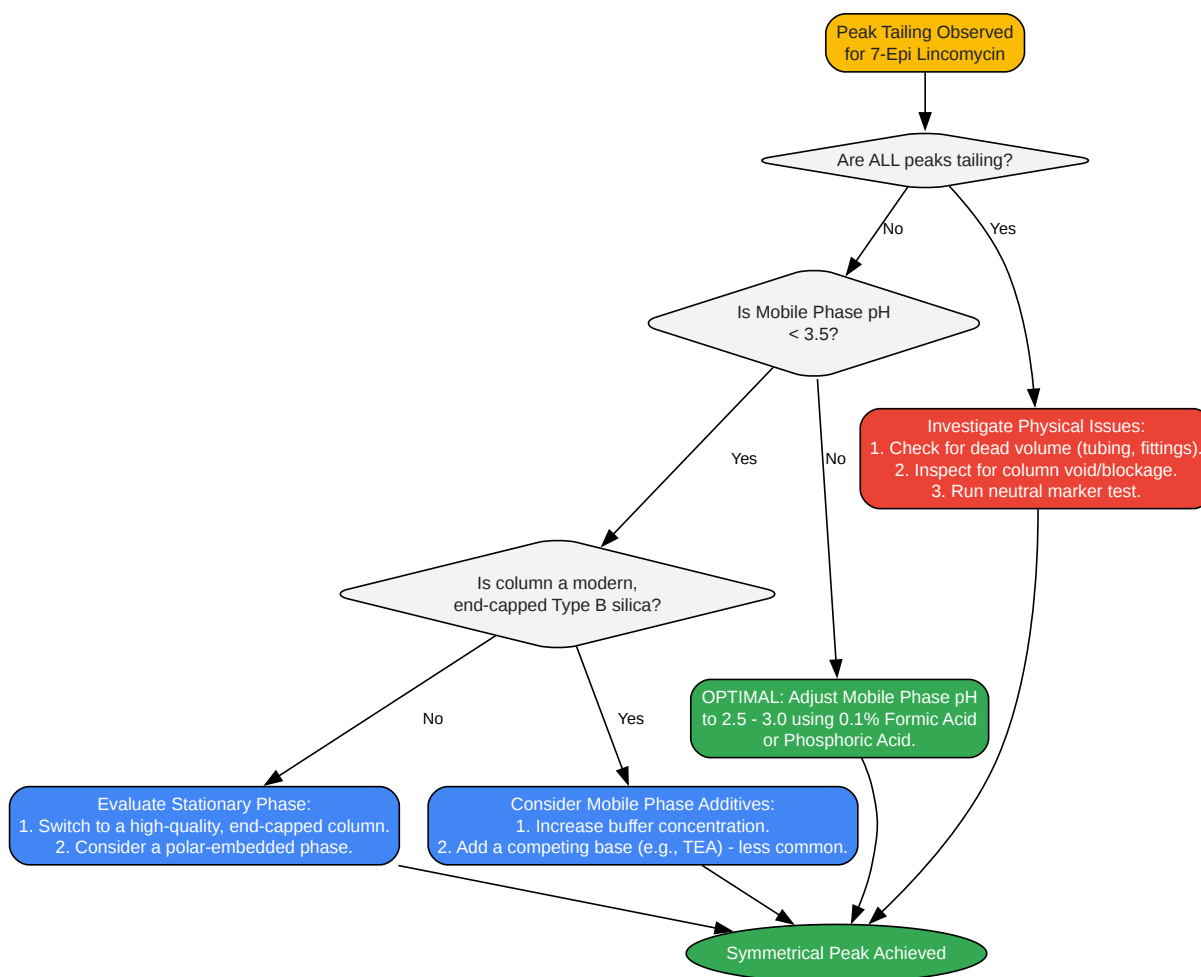 Peak Tailing Observed
for 7-Epi Lincomycin
Are ALL peaks tailing?
No
Yes
Is Mobile Phase pH
< 3.5?
Investigate Physical Issues:
1. Check for dead volume (tubing, fittings).
2. Inspect for column void/blockage.
3. Run neutral marker test.
Yes
No
Is column a modern,
end-capped Type B silica?
OPTIMAL: Adjust Mobile Phase pH
to 2.5 - 3.0 using 0.1% Formic Acid
or Phosphoric Acid.
No
Yes
Evaluate Stationary Phase:
1. Switch to a high-quality, end-capped column.
2. Consider a polar-embedded phase.
Consider Mobile Phase Additives:
1. Increase buffer concentration.
2. Add a competing base (e.g., TEA) - less common.
Symmetrical Peak Achieved